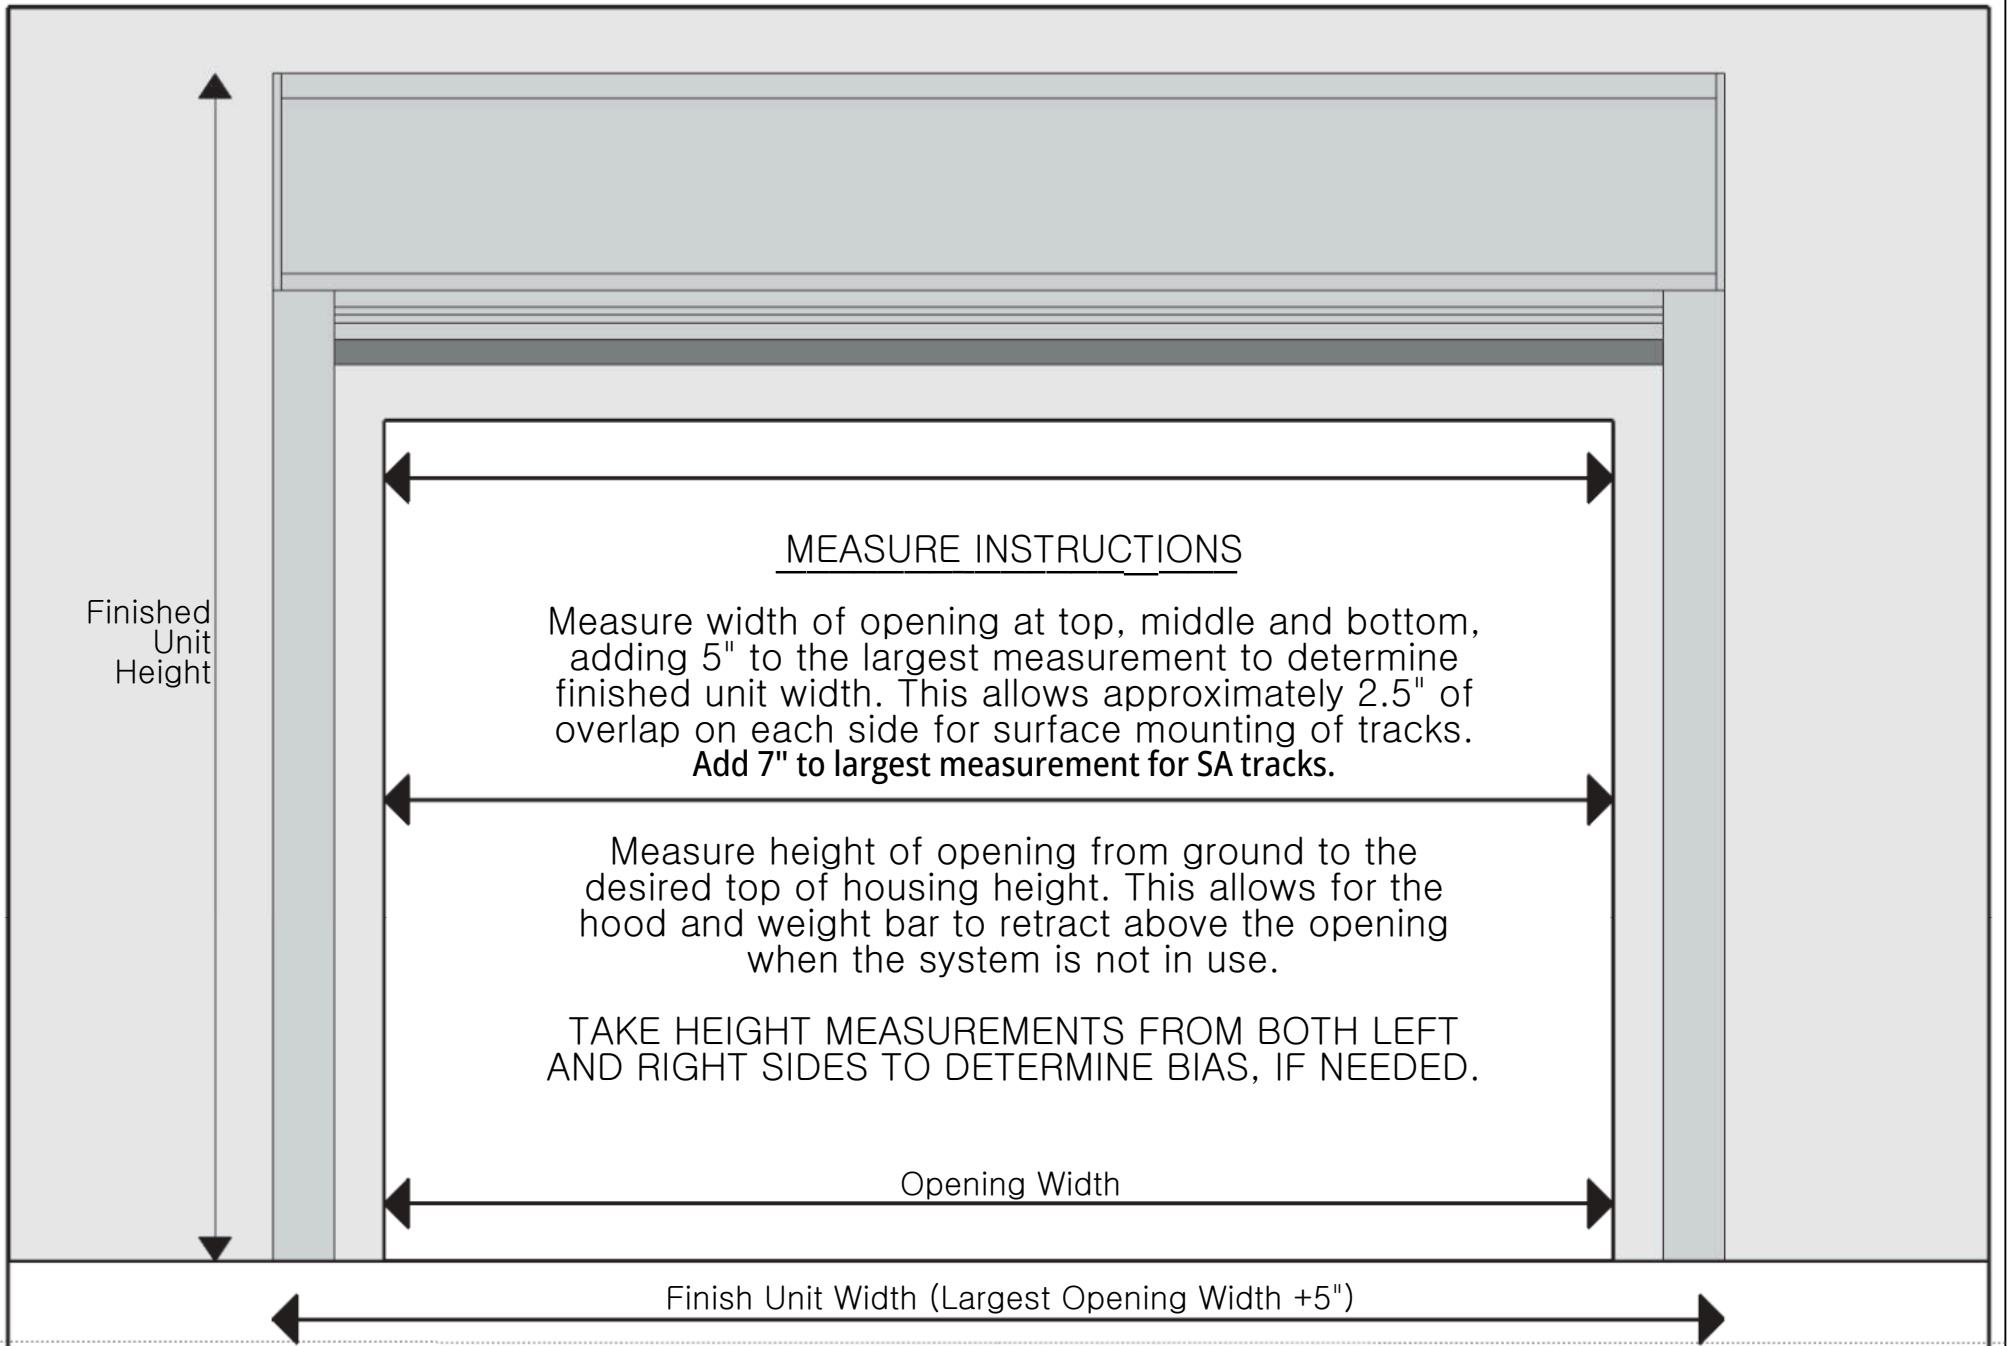 MEASURE INSTRUCTIONS
Finished
Unit
Height
Measure width of opening at top, middle and bottom,
adding 5" to the largest measurement to determine
finished unit width. This allows approximately 2.5" of
overlap on each side for surface mounting of tracks.
Add 7" to largest measurement for SA tracks.
Measure height of opening from ground to the
desired top of housing height. This allows for the
hood and weight bar to retract above the opening
when the system is not in use.
TAKE HEIGHT MEASUREMENTS FROM BOTH LEFT
AND RIGHT SIDES TO DETERMINE BIAS, IF NEEDED.
Opening Width
Finish Unit Width (Largest Opening Width +5")